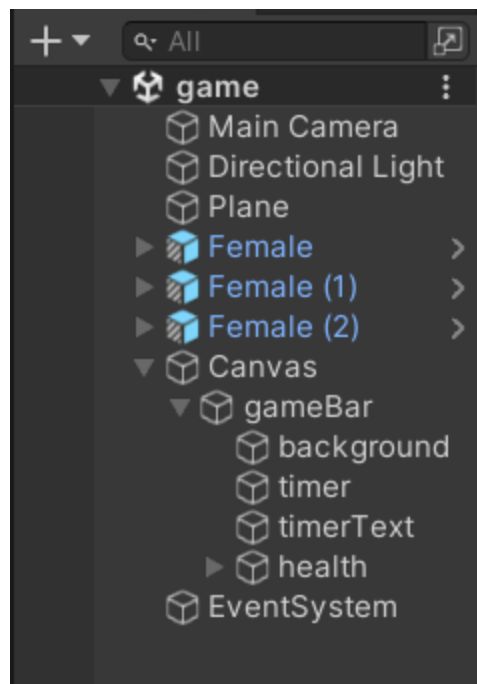 All
game
Main Camera
Directional Light
Plane
Female
Female (1)
Female (2)
Canvas
gameBar
background
timer
timerText
health
EventSystem